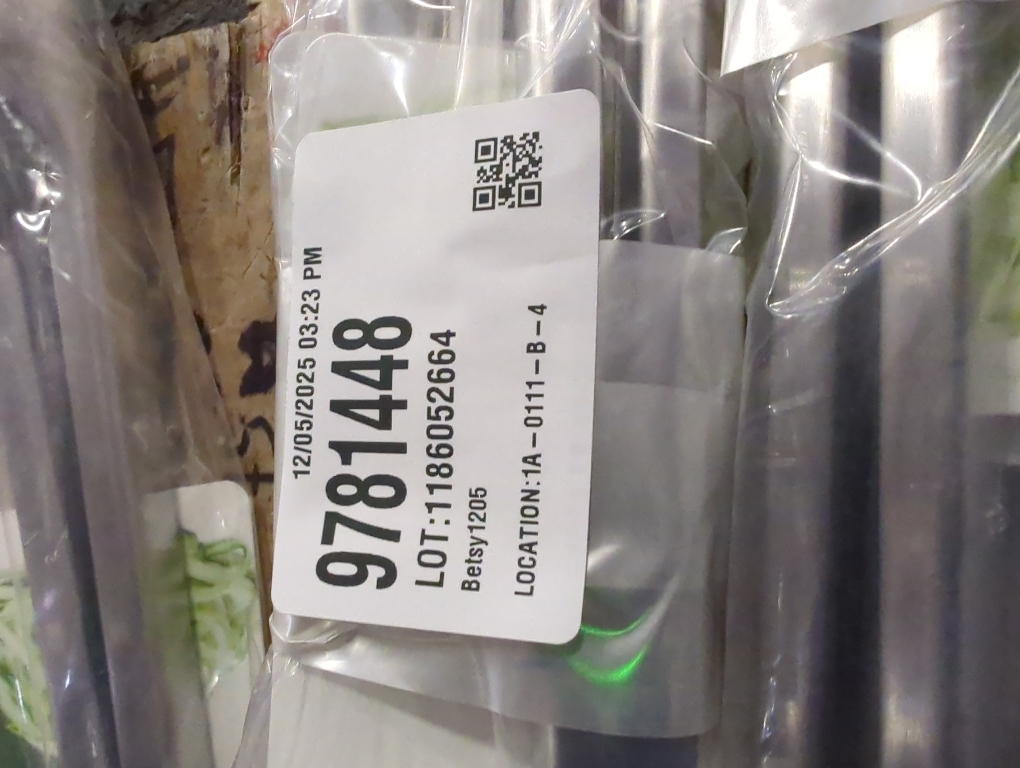 12/05/2025 03:23 PM
9781448
LOT:1186052664
Betsy1205
LOCATION:1A-0111-B-4